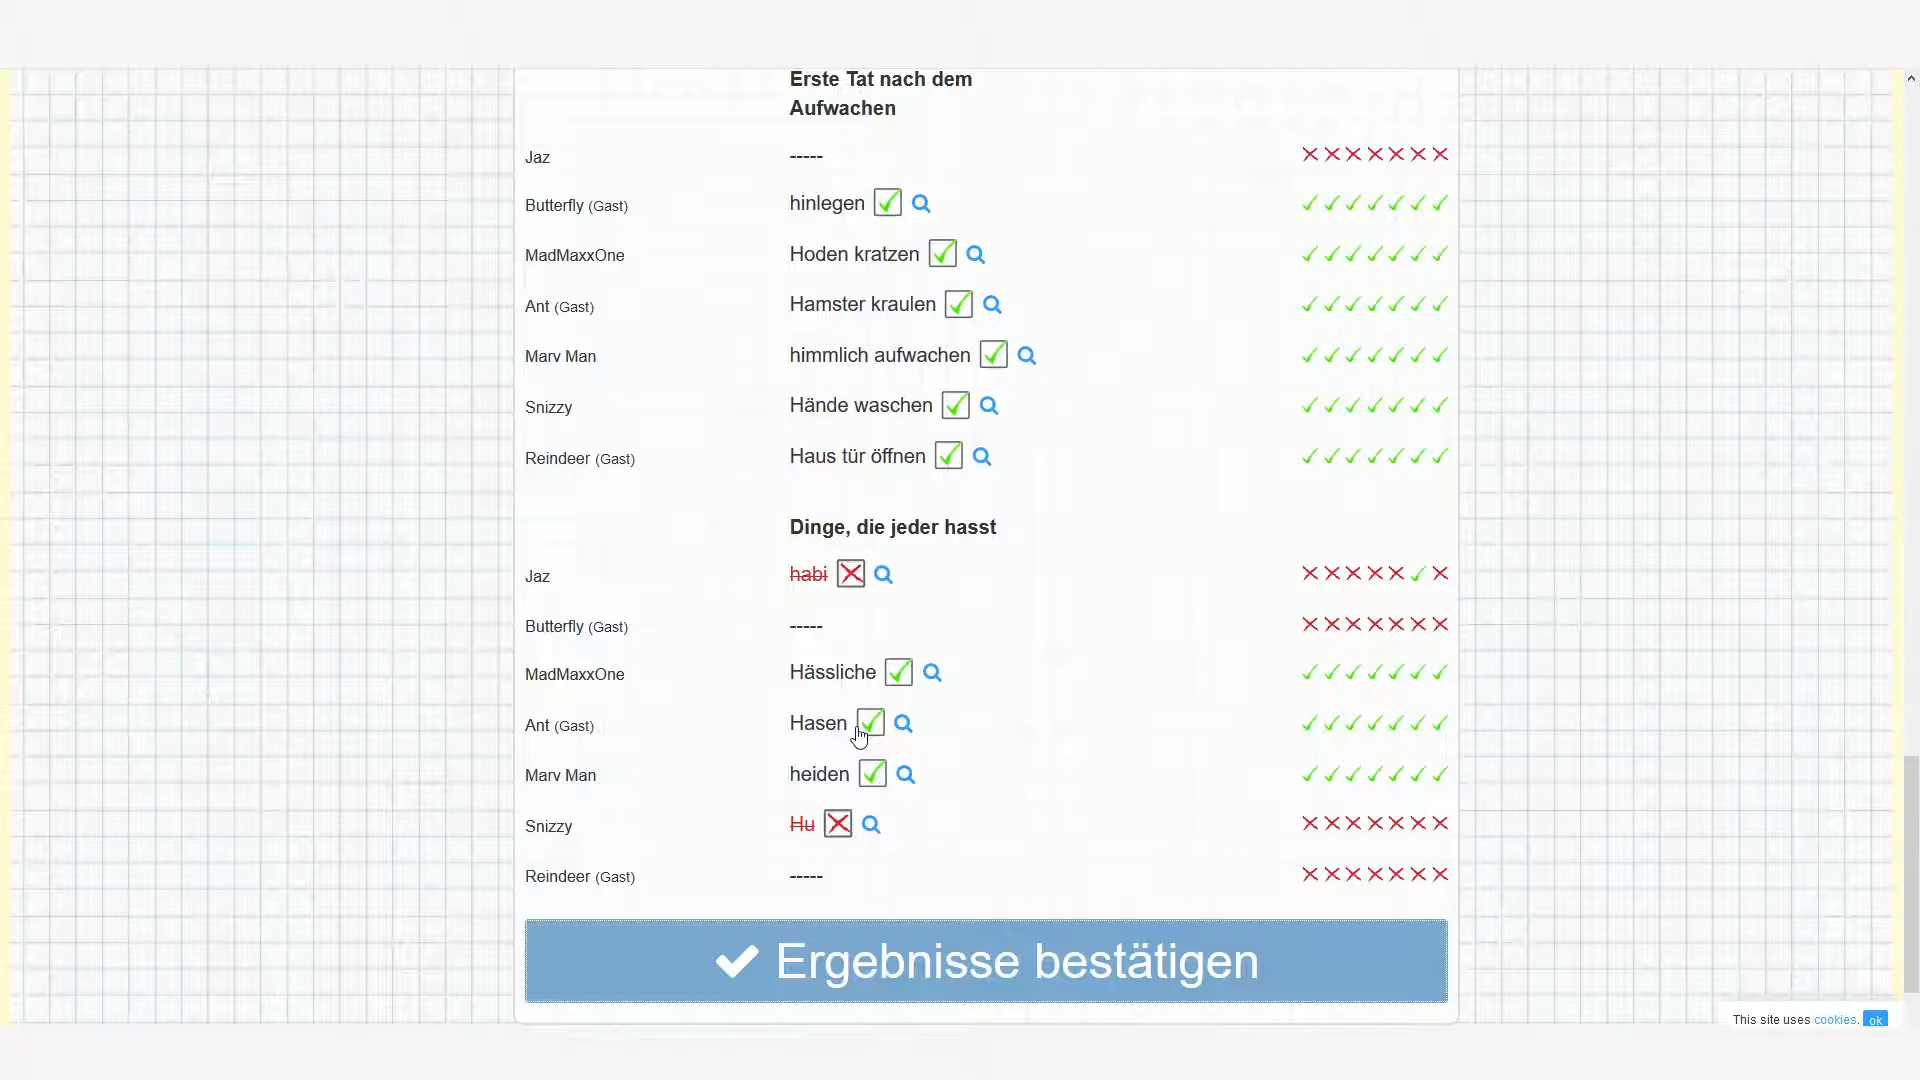 Erste Tat nach dem
Aufwachen
Jaz -----
Butterfly (Gast) hinlegen
MadMaxxOne Hoden kratzen
Ant (Gast) Hamster kraulen
Marv Man himmlich aufwachen
Snizzy Hände waschen
Reindeer (Gast) Haus tür öffnen
Dinge, die jeder hasst
Jaz habi
Butterfly (Gast) -----
MadMaxxOne Hässliche
Ant (Gast) Hasen
Marv Man heiden
Snizzy Hu
Reindeer (Gast) -----
Ergebnisse bestätigen
This site uses cookies. ok